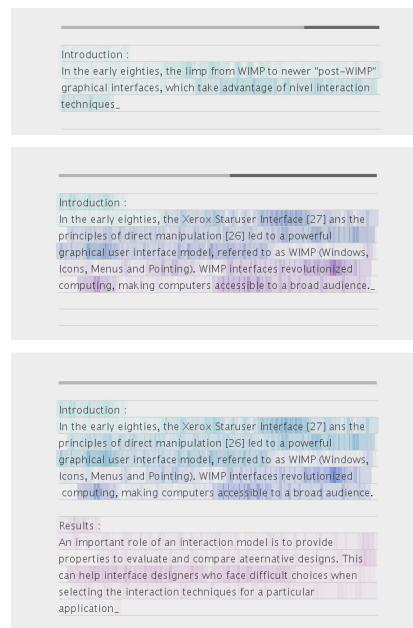 Introduction :
In the early eighties, the limp from WIMP to newer "post-WIMP"
graphical interfaces, which take advantage of nivel interaction
techniques_
Introduction :
In the early eighties, the Xerox Staruser Interface [27] ans the
principles of direct manipulation [26] led to a powerful
graphical user interface model, referred to as WIMP (Windows,
Icons, Menus and Pointing). WIMP interfaces revolutionized
computing, making computers accessible to a broad audience._
Introduction :
In the early eighties, the Xerox Staruser Interface [27] ans the
principles of direct manipulation [26] led to a powerful
graphical user interface model, referred to as WIMP (Windows,
Icons, Menus and Pointing). WIMP interfaces revolutionized
computing, making computers accessible to a broad audience.
Results :
An important role of an interaction model is to provide
properties to evaluate and compare ateernative designs. This
can help interface designers who face difficult choices when
selecting the interaction techniques for a particular
application_